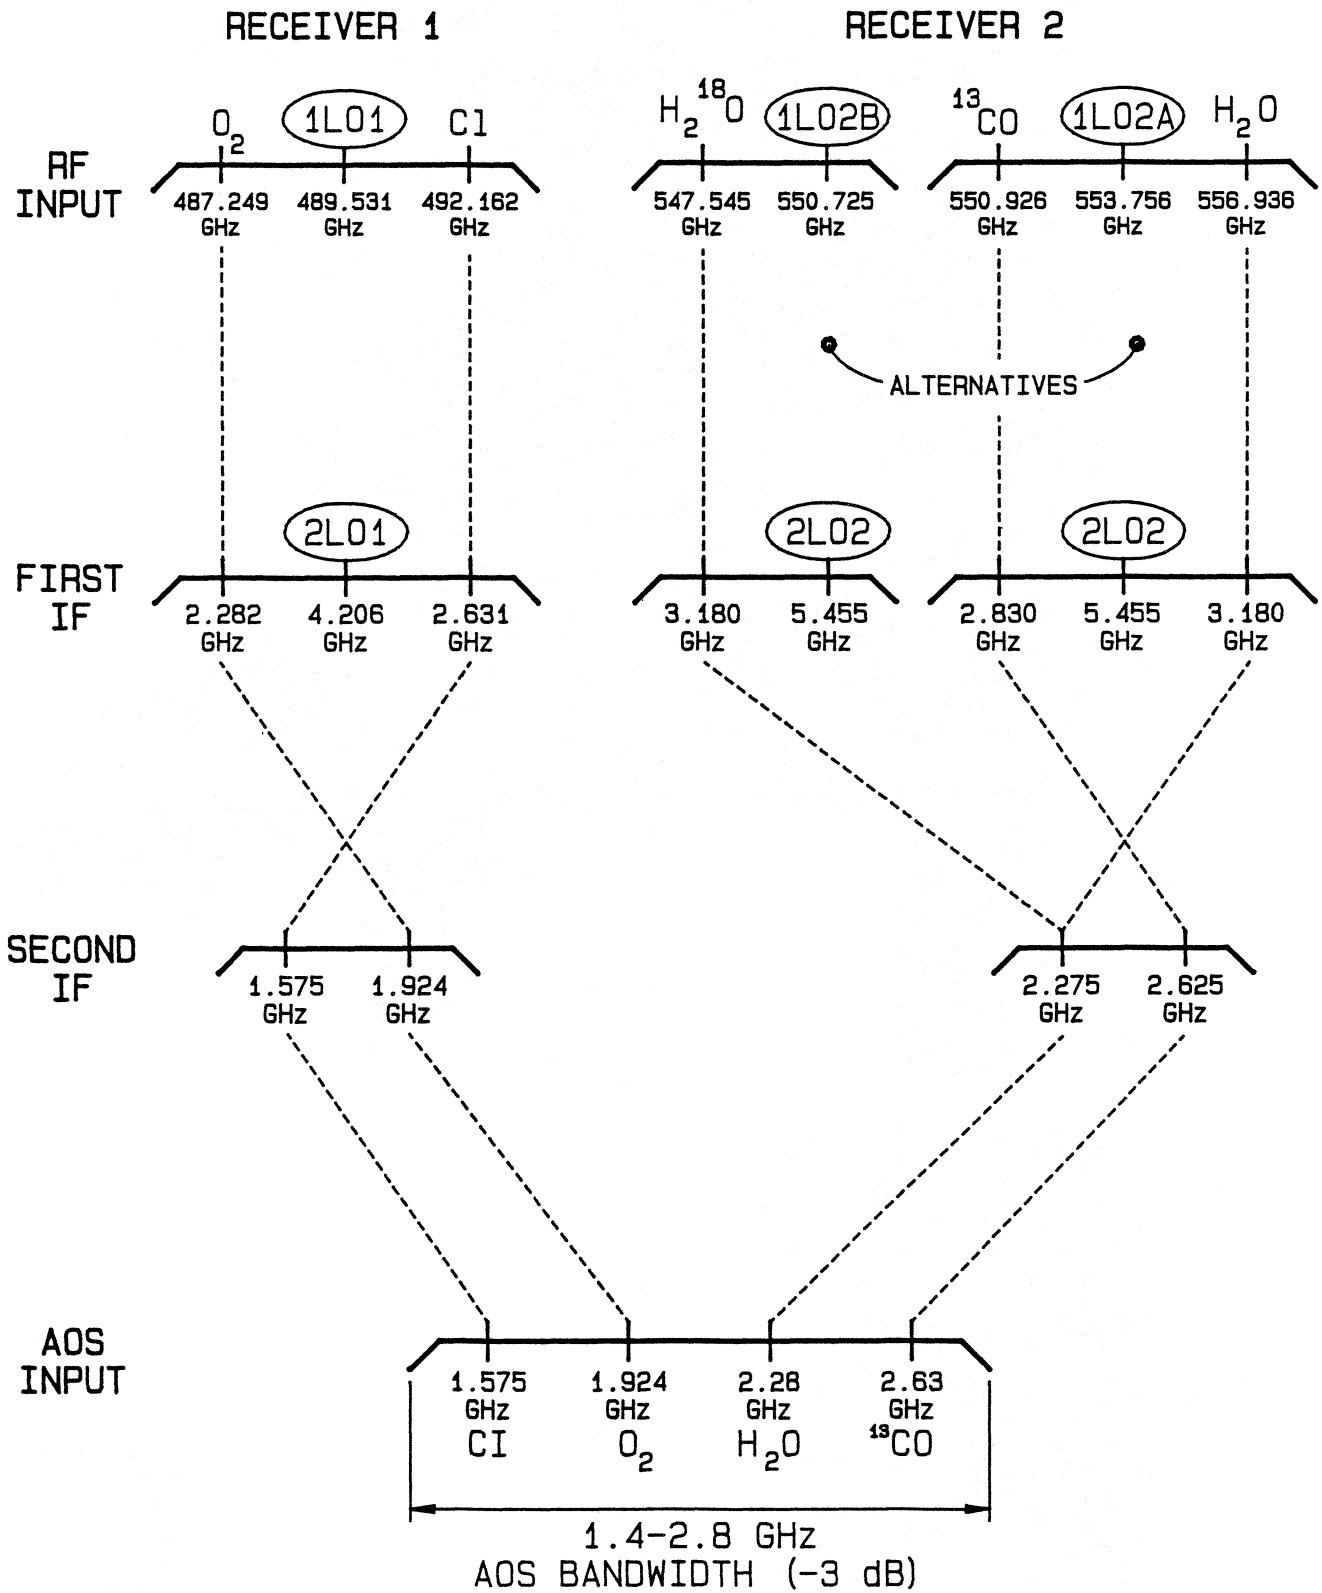 RECEIVER 1
RECEIVER 2
RF INPUT
O2
1LO1
CI
H2 18O
1LO2B
13CO
1LO2A
H2O
487.249 GHz
489.531 GHz
492.162 GHz
547.545 GHz
550.725 GHz
550.926 GHz
553.756 GHz
556.936 GHz
ALTERNATIVES
FIRST IF
2LO1
2LO2
2LO2
2.282 GHz
4.206 GHz
2.631 GHz
3.180 GHz
5.455 GHz
2.830 GHz
5.455 GHz
3.180 GHz
SECOND IF
1.575 GHz
1.924 GHz
2.275 GHz
2.625 GHz
AOS INPUT
1.575 GHz
CI
1.924 GHz
O2
2.28 GHz
H2O
2.63 GHz
13CO
1.4-2.8 GHz
AOS BANDWIDTH (-3 dB)